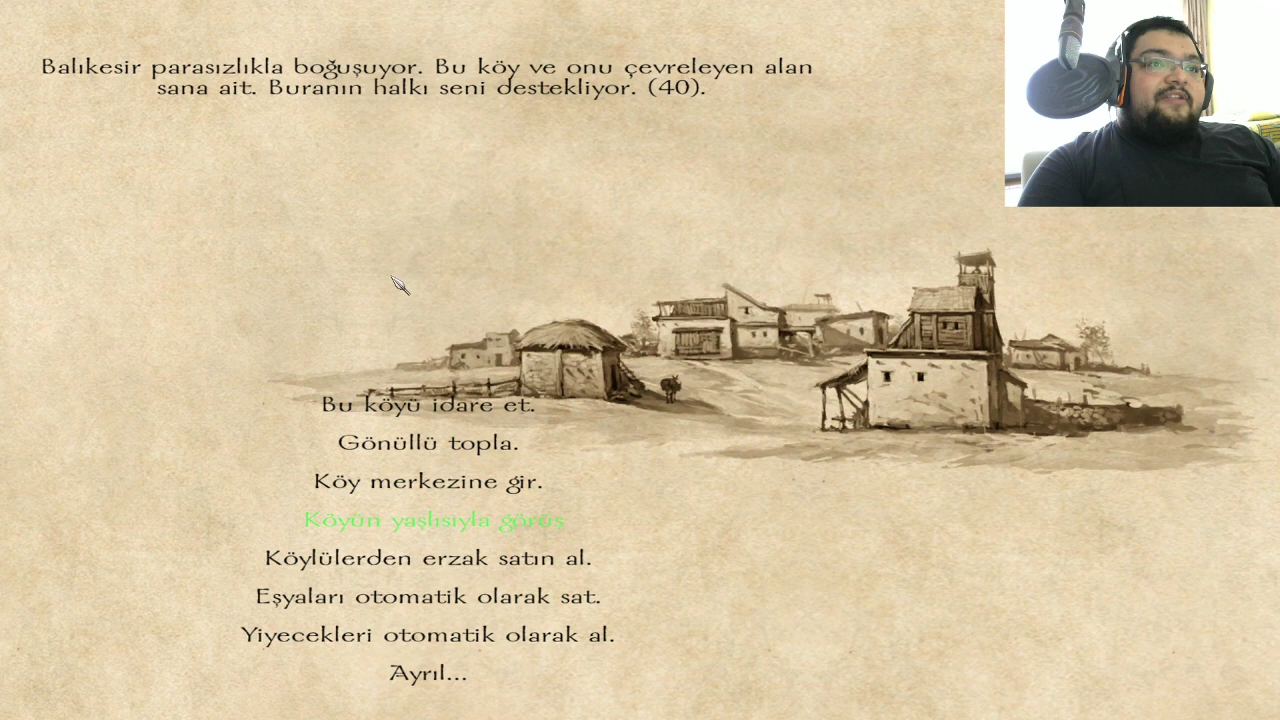 Balıkesir parasızlıkla boğuşuyor. Bu köy ve onu çevreleyen alan
sana ait. Buranın halkı seni destekliyor. (40).
Bu köyü idare et.
Gönüllü topla.
Köy merkezine gir.
Köyün yaşlısıyla görüş
Köylülerden erzak satın al.
Eşyaları otomatik olarak sat.
Yiyecekleri otomatik olarak al.
Ayrıl...